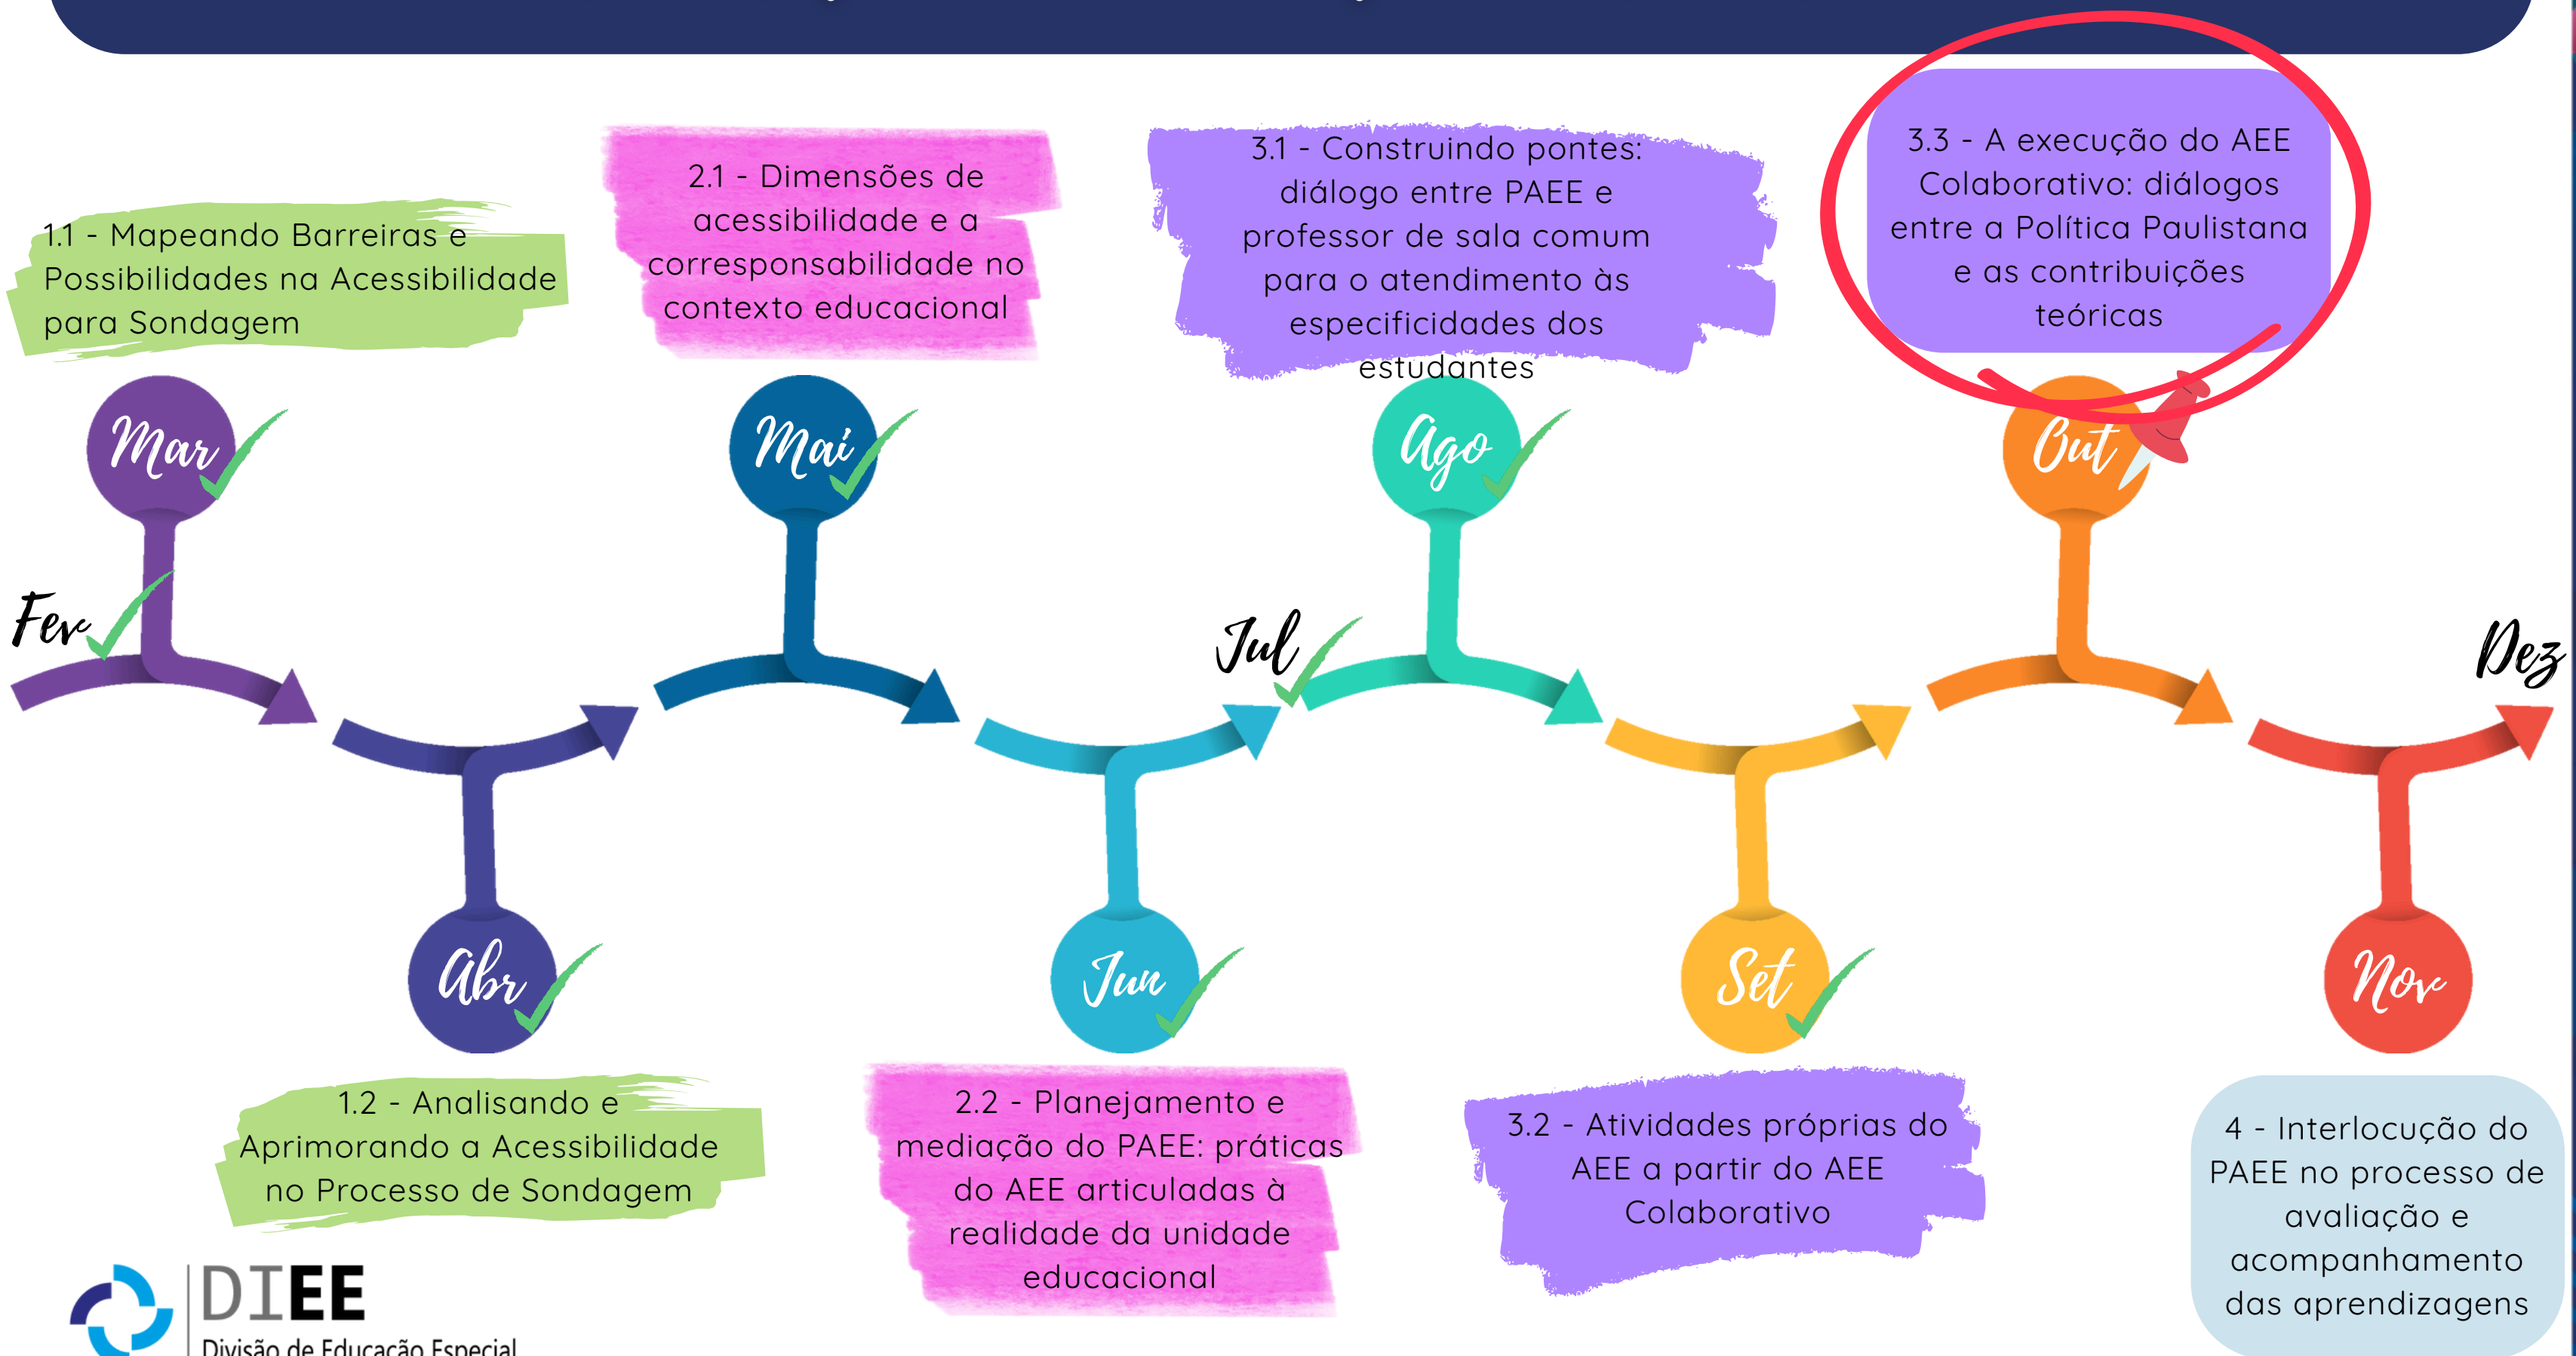 1.1 - Mapeando Barreiras e
Possibilidades na Acessibilidade
para Sondagem
2.1 - Dimensões de
acessibilidade e a
corresponsabilidade no
contexto educacional
3.1 - Construindo pontes:
diálogo entre PAEE e
professor de sala comum
para o atendimento às
especificidades dos
estudantes
3.3 - A execução do AEE
Colaborativo: diálogos
entre a Política Paulistana
e as contribuições
teóricas
Mar
Mai
Ago
Out
Fev
Jul
Dez
Abr
Jun
Set
Nov
1.2 - Analisando e
Aprimorando a Acessibilidade
no Processo de Sondagem
2.2 - Planejamento e
mediação do PAEE: práticas
do AEE articuladas à
realidade da unidade
educacional
3.2 - Atividades próprias do
AEE a partir do AEE
Colaborativo
4 - Interlocução do
PAEE no processo de
avaliação e
acompanhamento
das aprendizagens
DIEE
Divisão de Educação Especial